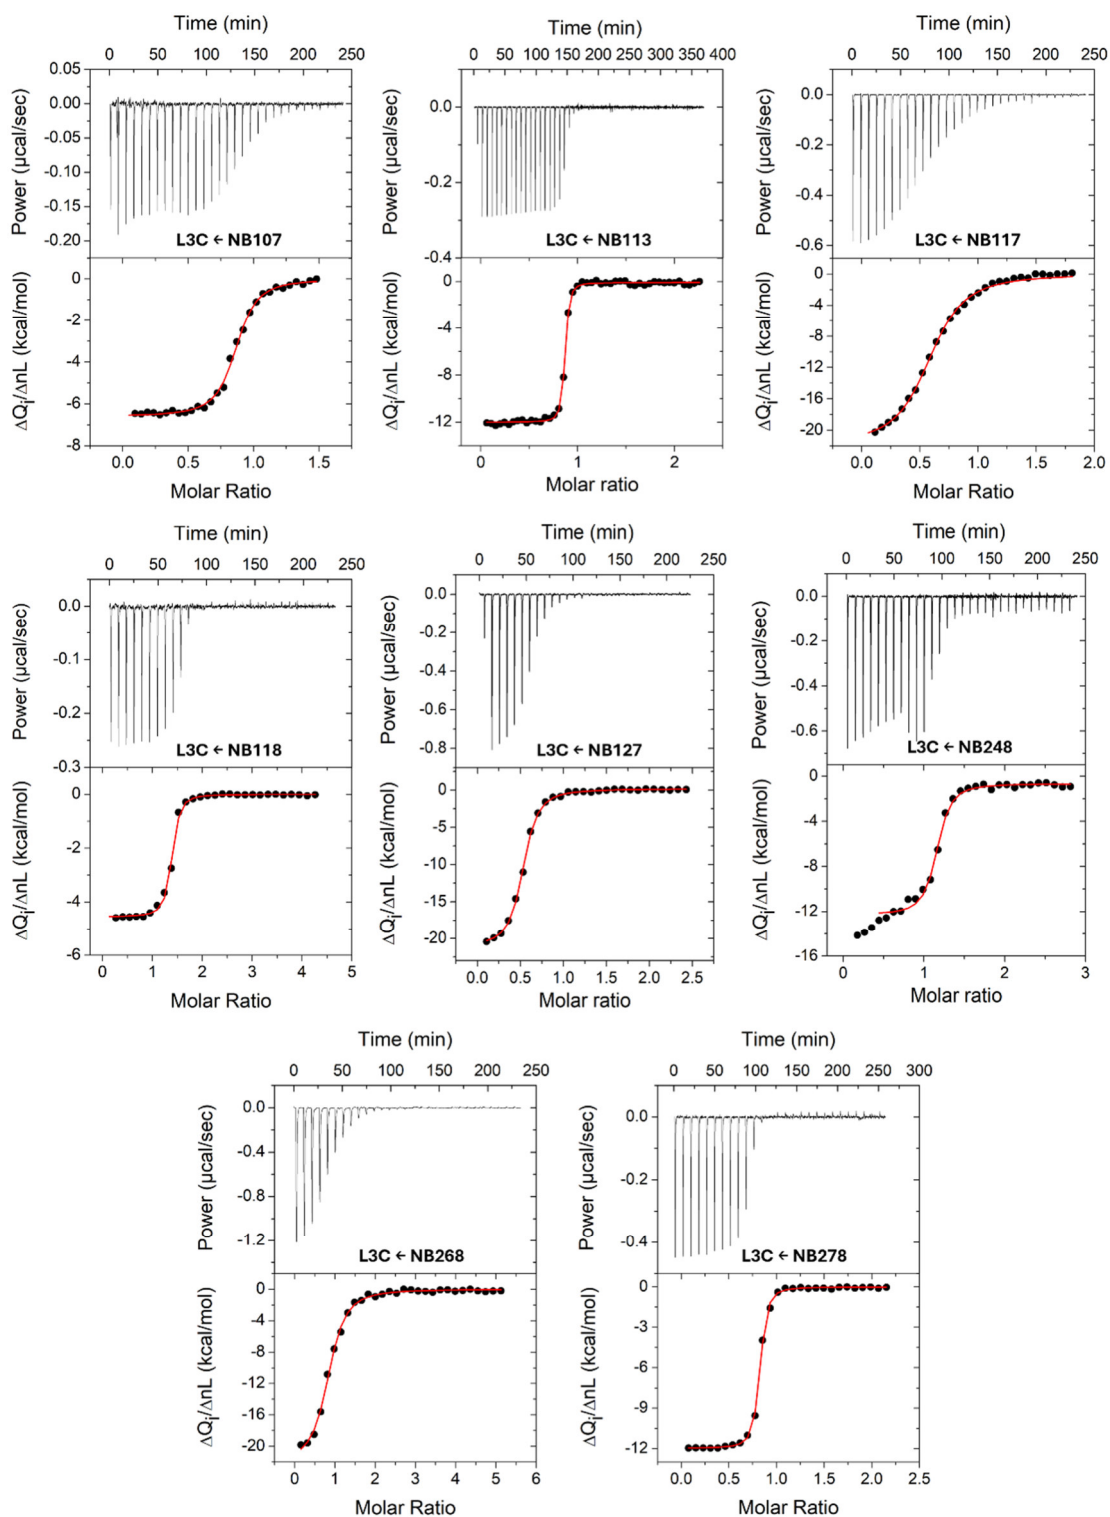 Time (min)
0 50 100 150 200 250
0.05
0.00
-0.05
-0.10
-0.15
-0.20
Power (µcal/sec)
L3C ← NB107
0
-2
-4
-6
-8
ΔQi/ΔnL (kcal/mol)
0.0 0.5 1.0 1.5
Molar Ratio
Time (min)
0 50 100 150 200 250 300 350 400
0.0
-0.2
-0.4
Power (µcal/sec)
L3C ← NB113
0
-4
-8
-12
ΔQi/ΔnL (kcal/mol)
0 1 2
Molar ratio
Time (min)
0 50 100 150 200 250
0.0
-0.2
-0.4
-0.6
Power (µcal/sec)
L3C ← NB117
0
-4
-8
-12
-16
-20
ΔQi/ΔnL (kcal/mol)
0.0 0.5 1.0 1.5 2.0
Molar Ratio
Time (min)
0 50 100 150 200 250
0.0
-0.1
-0.2
-0.3
Power (µcal/sec)
L3C ← NB118
0
-2
-4
-6
ΔQi/ΔnL (kcal/mol)
0 1 2 3 4 5
Molar Ratio
Time (min)
0 50 100 150 200 250
0.0
-0.2
-0.4
-0.6
-0.8
Power (µcal/sec)
L3C ← NB127
0
-5
-10
-15
-20
ΔQi/ΔnL (kcal/mol)
0.0 0.5 1.0 1.5 2.0 2.5
Molar ratio
Time (min)
0 50 100 150 200 250
0.0
-0.2
-0.4
-0.6
Power (µcal/sec)
L3C ← NB248
0
-4
-8
-12
-16
ΔQi/ΔnL (kcal/mol)
0 1 2 3
Molar ratio
Time (min)
0 50 100 150 200 250
0.0
-0.4
-0.8
-1.2
Power (µcal/sec)
L3C ← NB268
0
-4
-8
-12
-16
-20
ΔQi/ΔnL (kcal/mol)
0 1 2 3 4 5 6
Molar Ratio
Time (min)
0 50 100 150 200 250 300
0.0
-0.2
-0.4
Power (µcal/sec)
L3C ← NB278
0
-3
-6
-9
-12
ΔQi/ΔnL (kcal/mol)
0.0 0.5 1.0 1.5 2.0 2.5
Molar Ratio